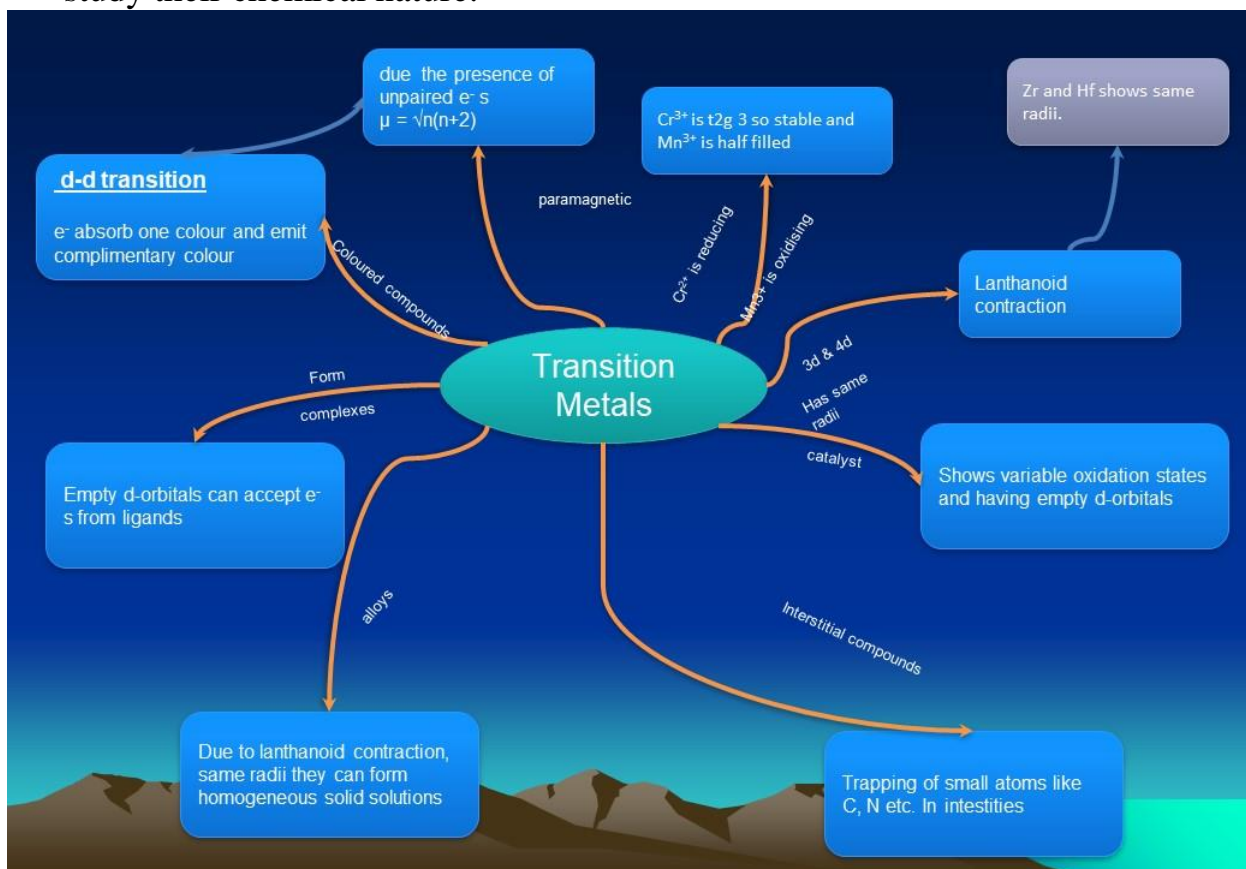 study their chemical nature.
due the presence of
unpaired e- s
μ = √n(n+2)
Cr³⁺ is t2g 3 so stable and
Mn³⁺ is half filled
Zr and Hf shows same
radii.
d-d transition
e- absorb one colour and emit
complimentary colour
paramagnetic
Coloured compounds
Cr²⁺ is reducing
Mn3+ is oxidising
Lanthanoid
contraction
3d & 4d
Has same
radii
Transition
Metals
Form
complexes
catalyst
Empty d-orbitals can accept e-
s from ligands
Shows variable oxidation states
and having empty d-orbitals
alloys
Interstitial compounds
Due to lanthanoid contraction,
same radii they can form
homogeneous solid solutions
Trapping of small atoms like
C, N etc. In intestities